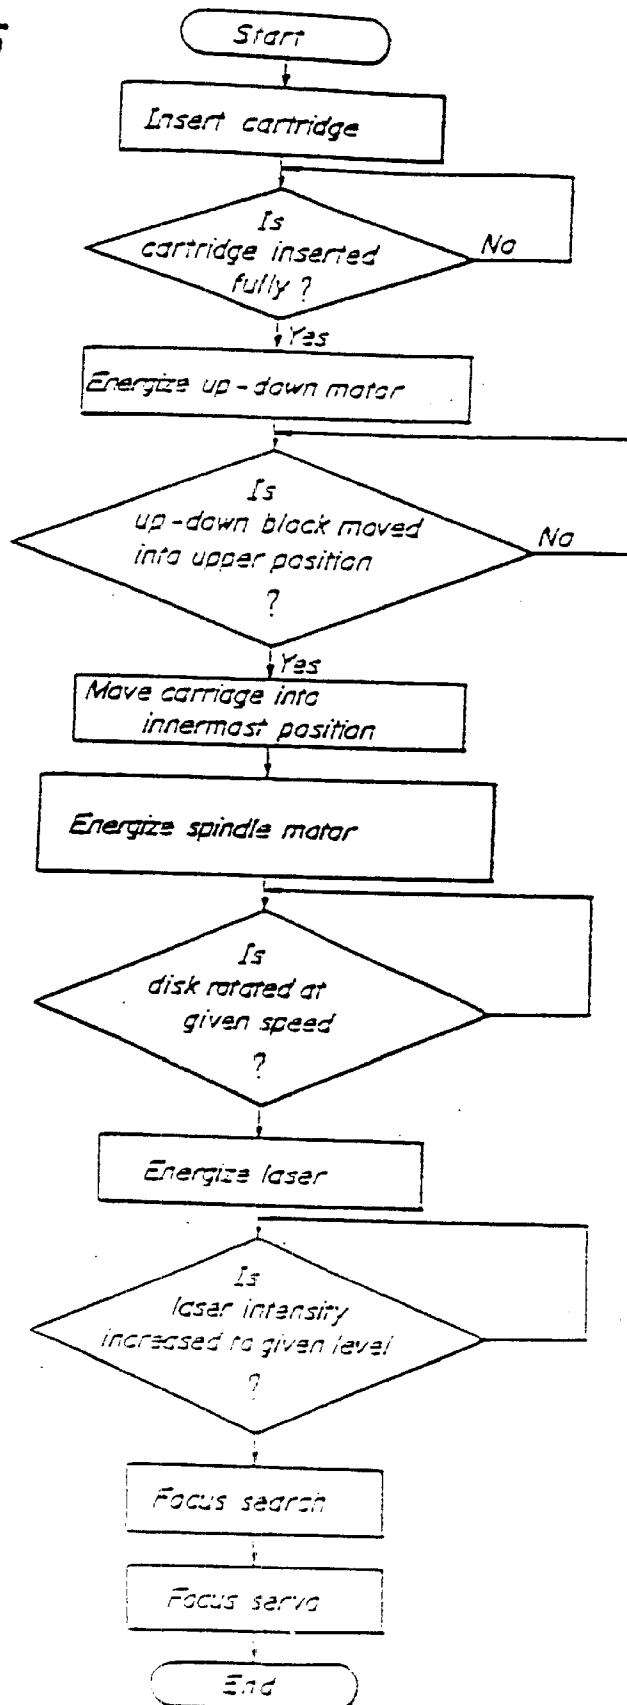 Start
Insert cartridge
Is
cartridge inserted
fully ?
No
Yes
Energize up-down motor
Is
up-down block moved
into upper position
?
No
Yes
Move carriage into
innermost position
Energize spindle motor
Is
disk rotated at
given speed
?
Energize laser
Is
laser intensity
increased to given level
?
Focus search
Focus servo
End